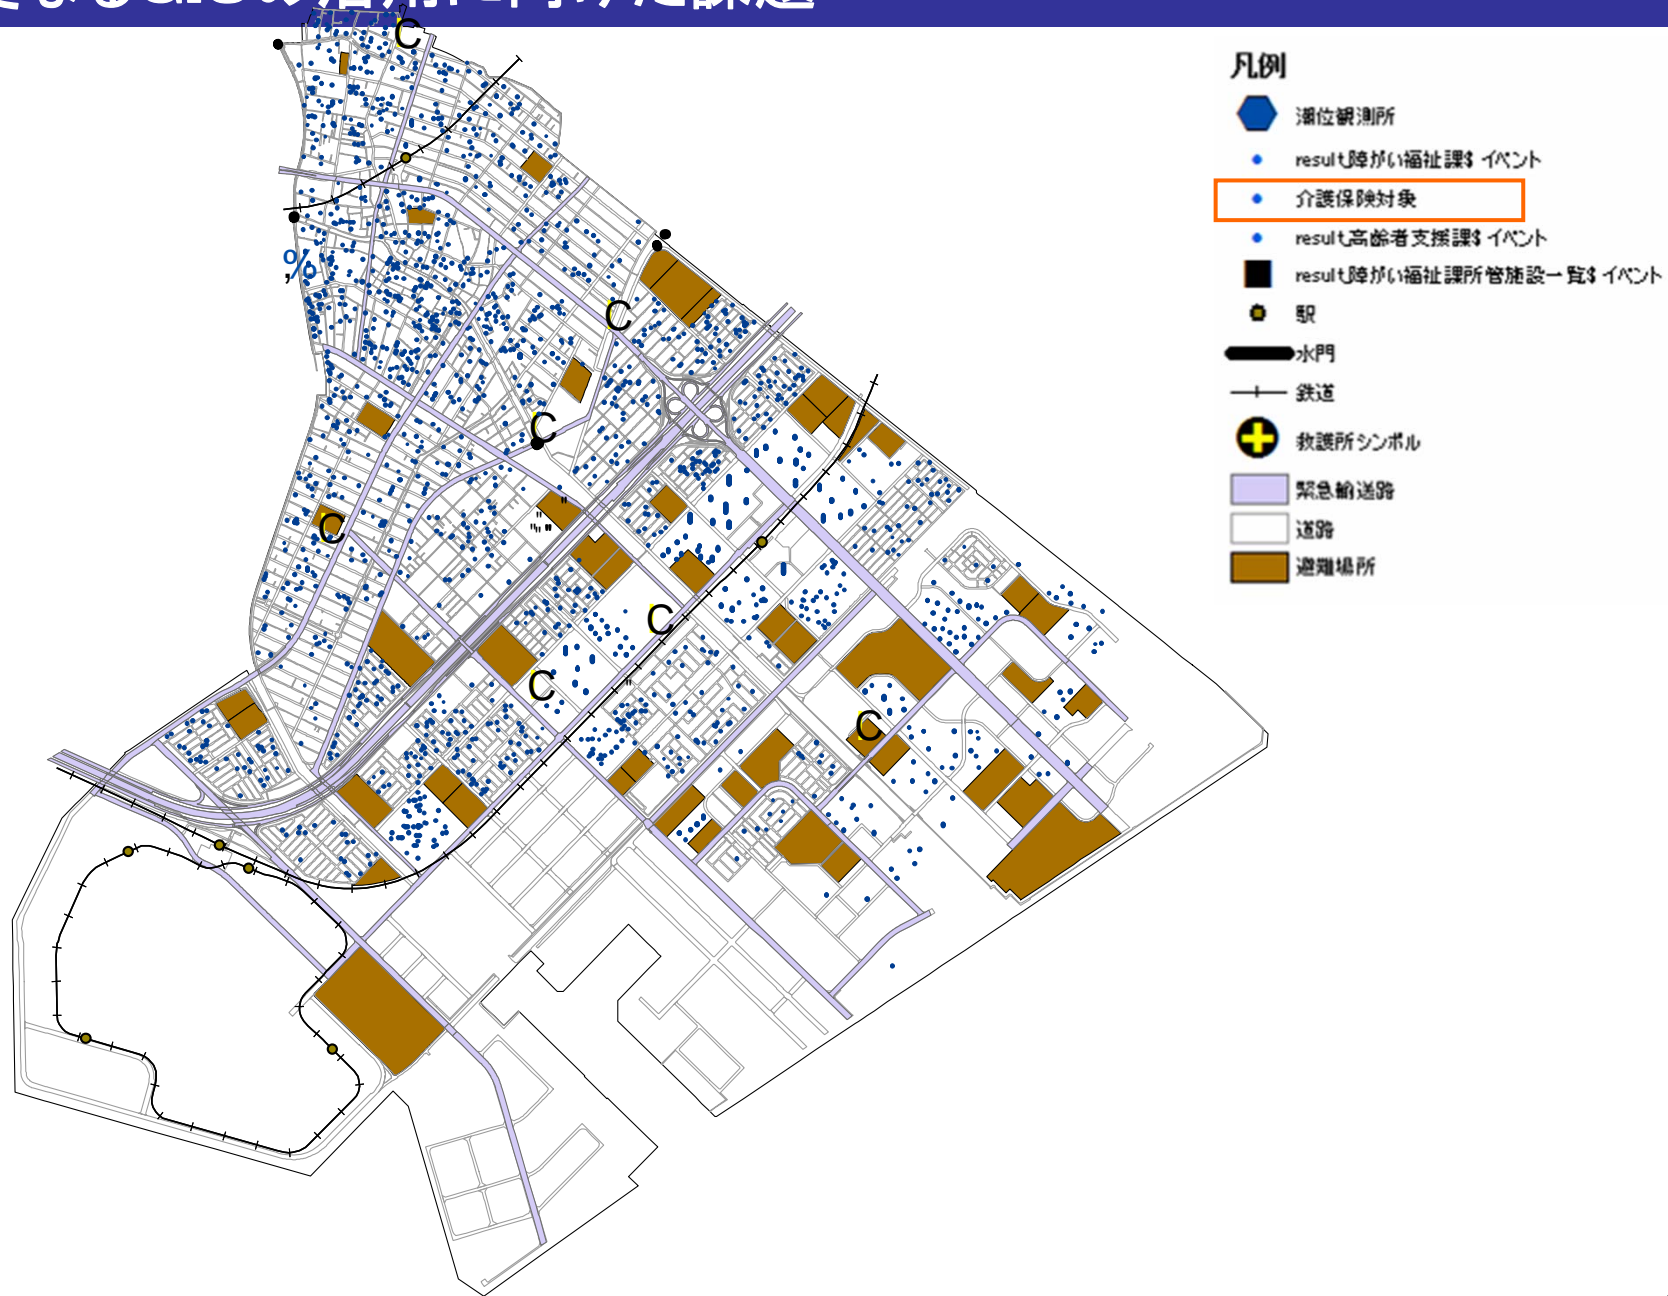 凡例
潮位観測所
result_障がい福祉課$ イベント
介護保険対象
result_高齢者支援課$ イベント
result_障がい福祉課所管施設一覧$ イベント
駅
水門
鉄道
救護所シンボル
緊急輸送路
道路
避難場所
C
C
%
,
C
C
"
"
"," "
C
C
"
C